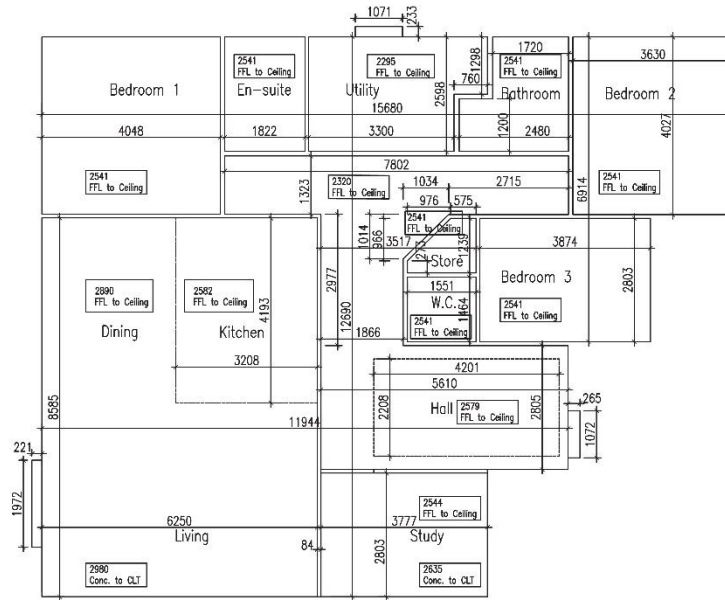 1071
233
2541
FFL to Ceiling
2295
FFL to Ceiling
1298
1720
2541
FFL to Ceiling
3630
Bedroom 1
En-suite
Utility
760
Bathroom
Bedroom 2
15680
2598
1200
4027
4048
1822
3300
2480
7802
2541
FFL to Ceiling
1323
2320
FFL to Ceiling
1034
2715
6914
2541
FFL to Ceiling
976
575
2541
FFL to Ceiling
1014
966
3517
1239
3874
273
Store
Bedroom 3
2977
2890
FFL to Ceiling
2582
FFL to Ceiling
4193
12690
1551
W.C.
1464
2541
FFL to Ceiling
2541
FFL to Ceiling
2803
Dining
Kitchen
1866
3208
4201
5610
8585
2208
Hall
2579
FFL to Ceiling
2805
265
1072
11944
221
1972
6250
3777
2544
FFL to Ceiling
Living
84
2803
Study
2980
Conc. to CLT
2635
Conc. to CLT